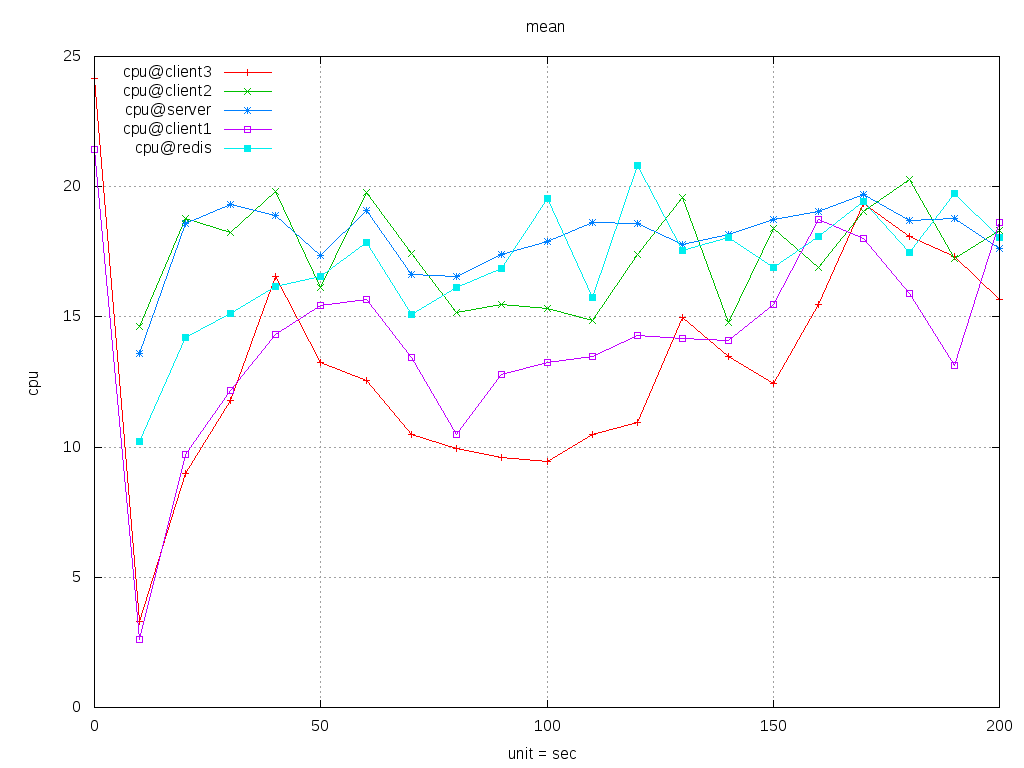 mean
25
20
15
10
5
0
cpu
cpu@client3
cpu@client2
cpu@server
cpu@client1
cpu@redis
0 50 100 150 200
unit = sec